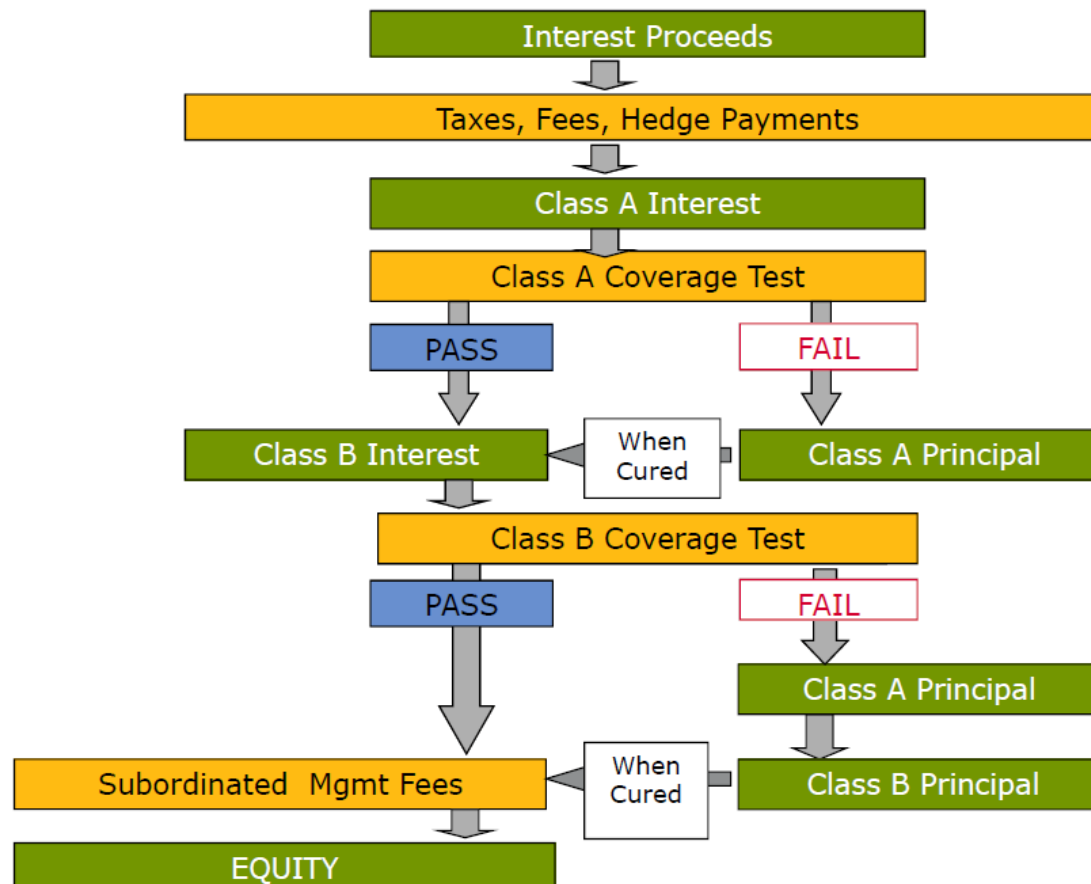 Interest Proceeds
Taxes, Fees, Hedge Payments
Class A Interest
Class A Coverage Test
PASS
FAIL
Class B Interest
When
Cured
Class A Principal
Class B Coverage Test
PASS
FAIL
Class A Principal
Subordinated Mgmt Fees
When
Cured
Class B Principal
EQUITY